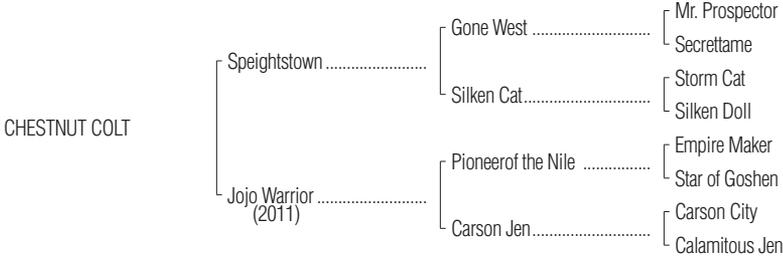 Mr. Prospector
Gone West ..............................
Secrettame
Speightstown .........................
Storm Cat
Silken Cat................................
Silken Doll
CHESTNUT COLT
Empire Maker
Pioneerof the Nile .................
Star of Goshen
Jojo Warrior ...........................
(2011)
Carson City
Carson Jen..............................
Calamitous Jen